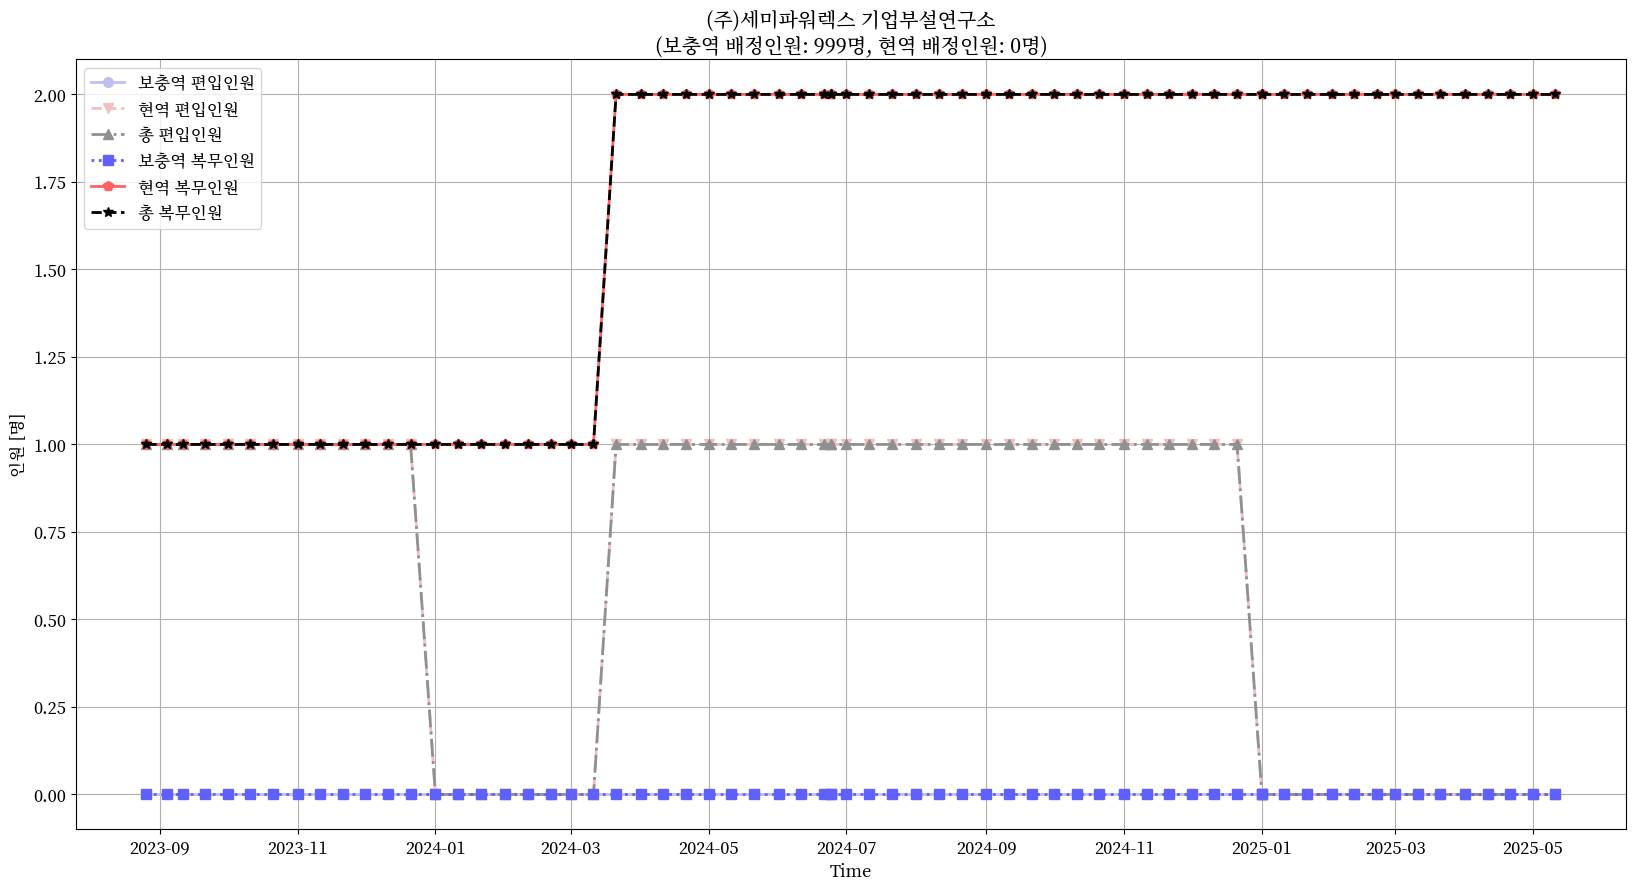 (주)세미파워렉스 기업부설연구소
(보충역 배정인원: 999명, 현역 배정인원: 0명)
보충역 편입인원
현역 편입인원
총 편입인원
보충역 복무인원
현역 복무인원
총 복무인원
2.00
1.75
1.50
1.25
1.00
0.75
0.50
0.25
0.00
인원 [명]
2023-09 2023-11 2024-01 2024-03 2024-05 2024-07 2024-09 2024-11 2025-01 2025-03 2025-05
Time